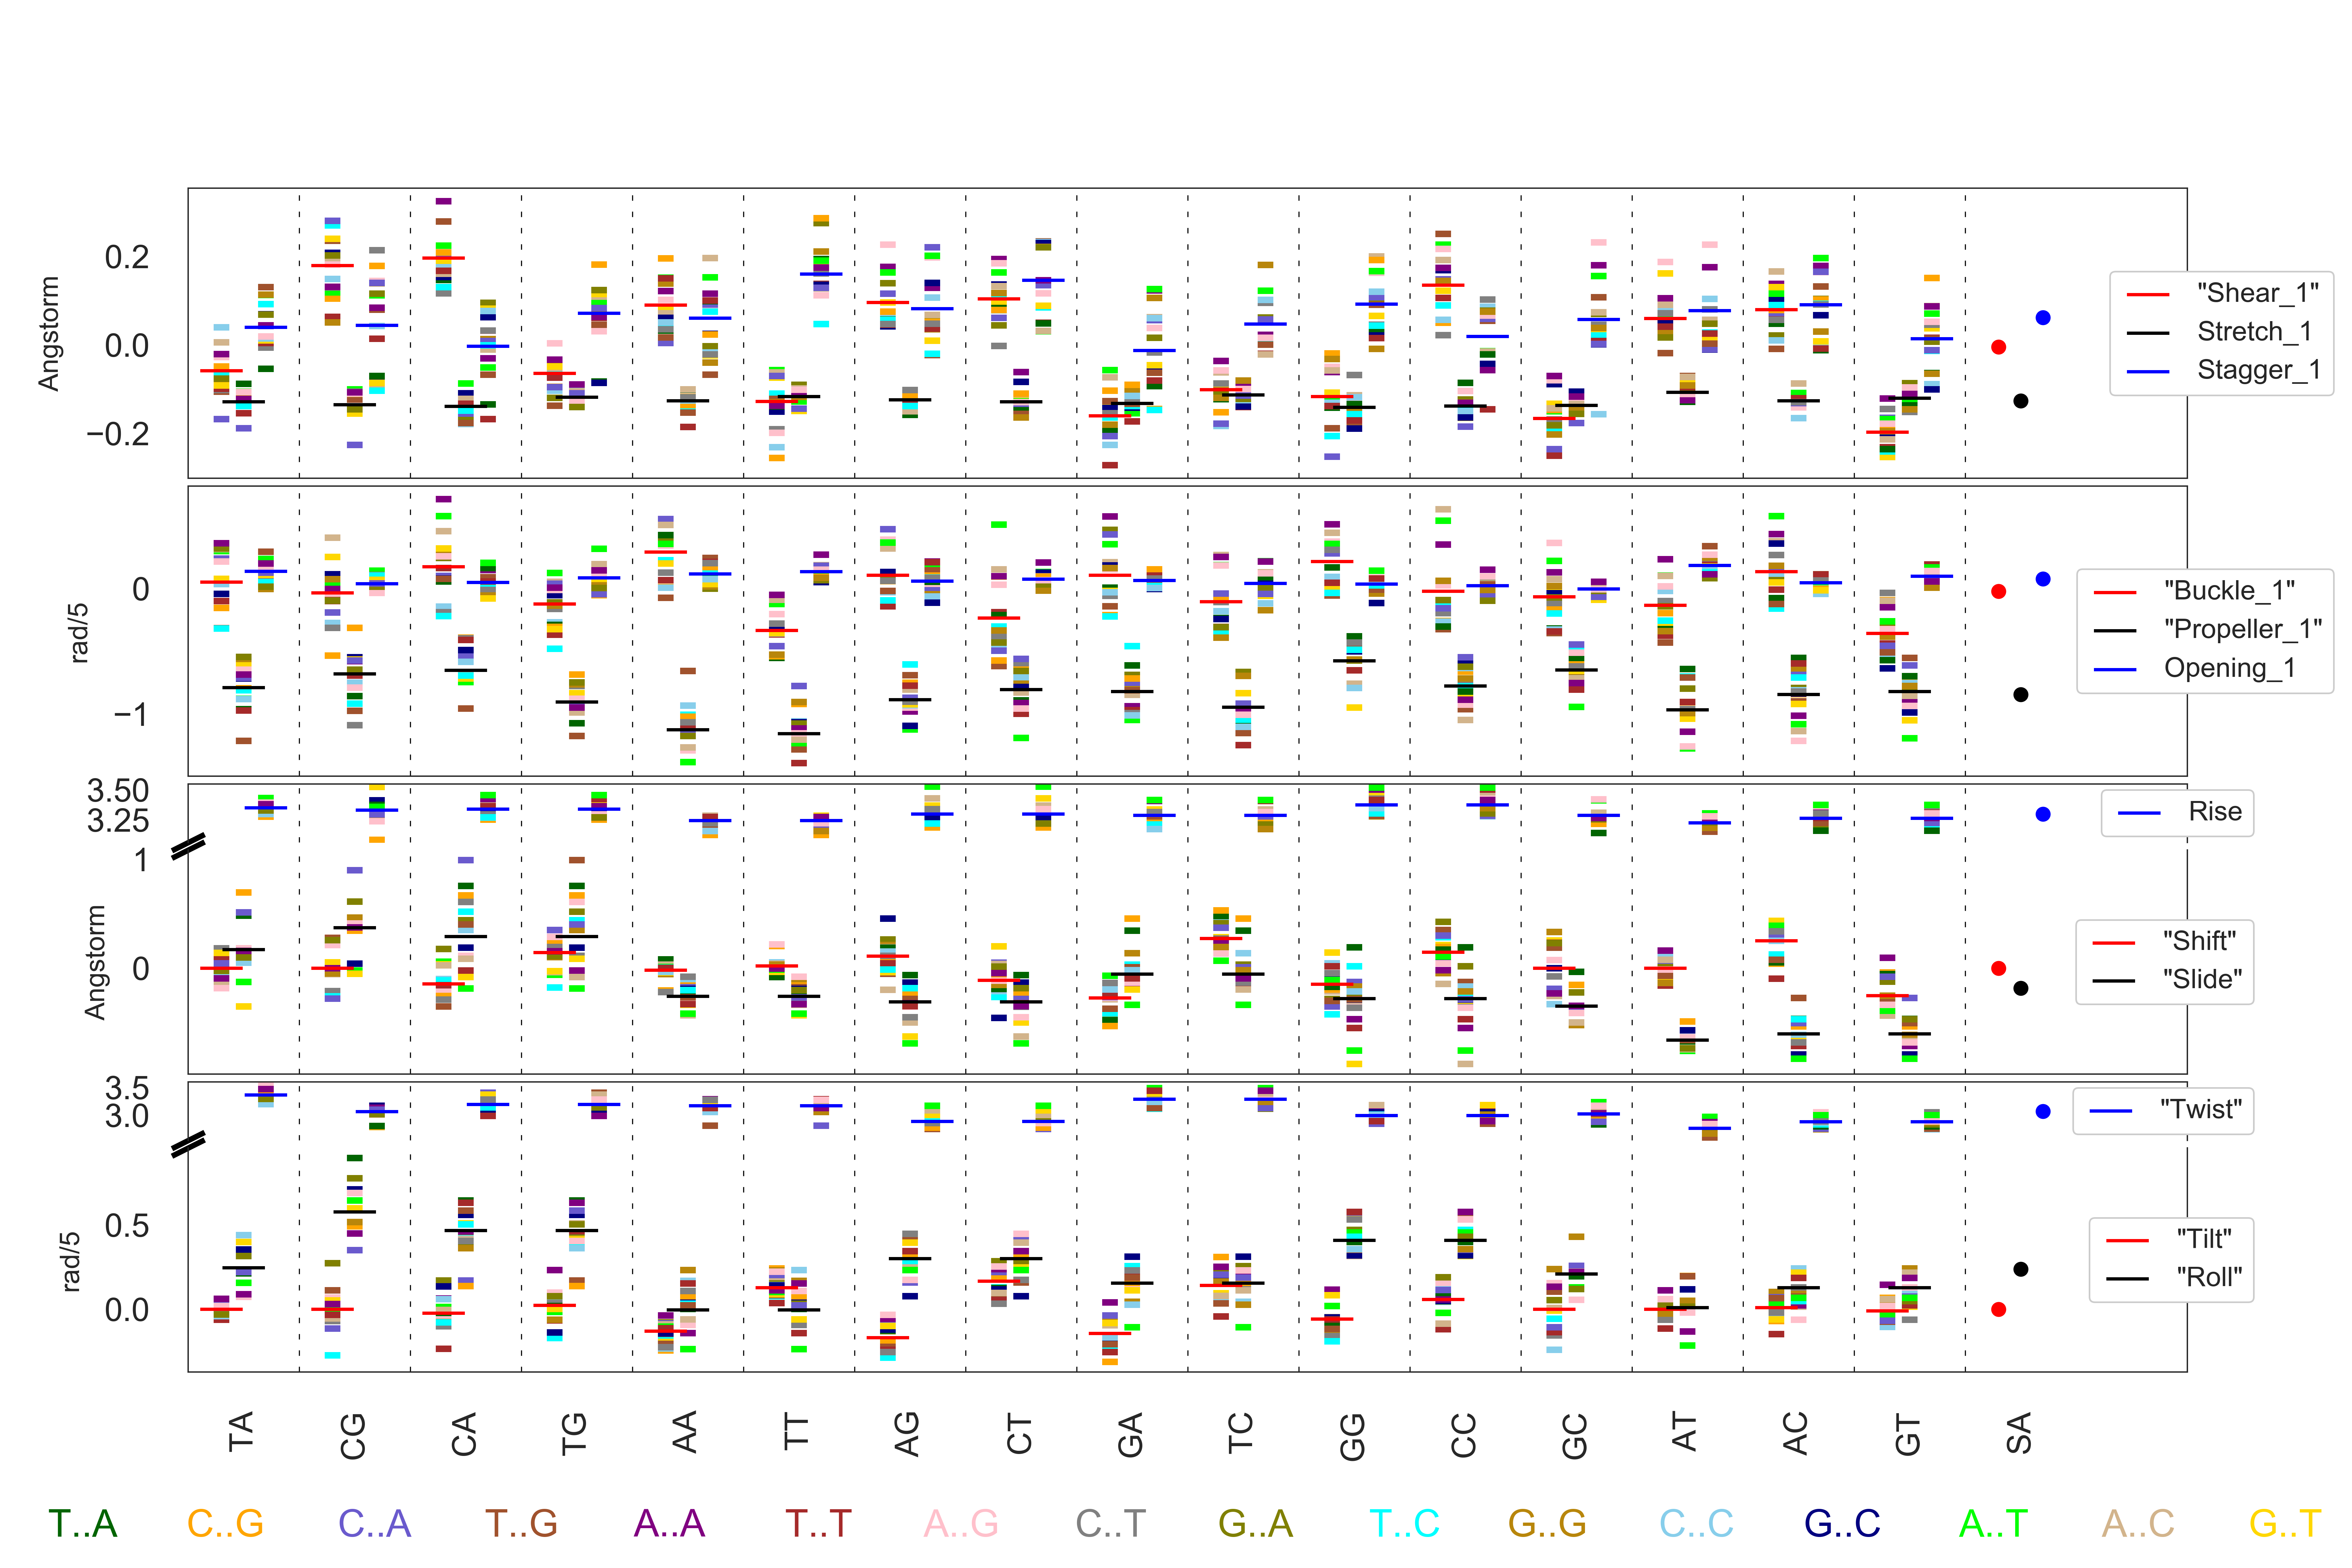 0.2
0.0
−0.2
Angstorm
"Shear_1"
Stretch_1
Stagger_1
0
−1
rad/5
"Buckle_1"
"Propeller_1"
Opening_1
3.50
3.25
1
0
Angstorm
Rise
"Shift"
"Slide"
3.5
3.0
0.5
0.0
rad/5
"Twist"
"Tilt"
"Roll"
TA CG CA TG AA TT AG CT GA TC GG CC GC AT AC GT SA
T..A C..G C..A T..G A..A T..T A..G C..T G..A T..C G..G C..C G..C A..T A..C G..T